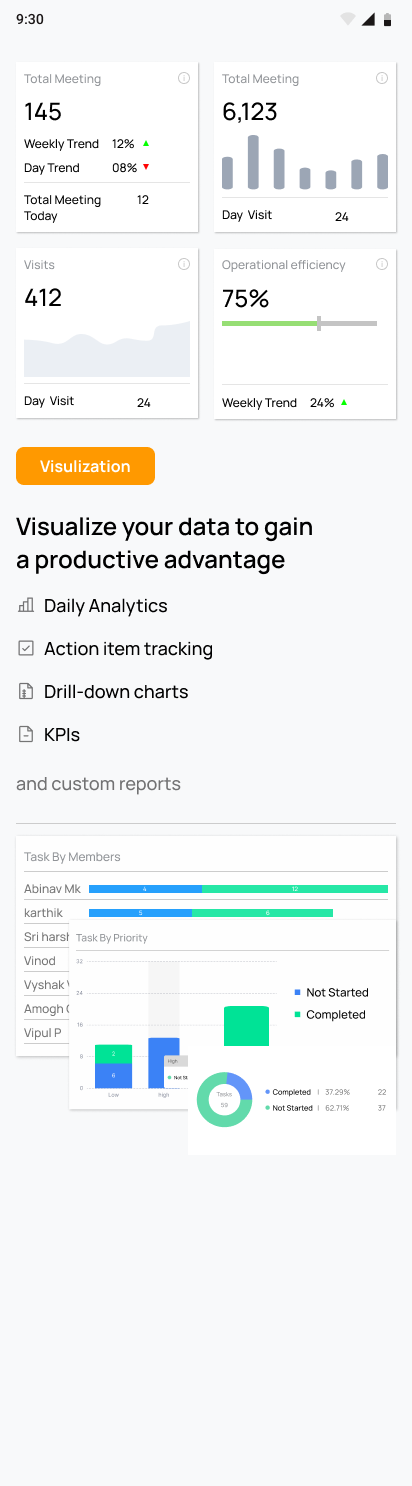 9:30
Total Meeting
145
Weekly Trend 12%
Day Trend 08%
Total Meeting Today 12
Total Meeting
6,123
Day Visit 24
Visits
412
Day Visit 24
Operational efficiency
75%
Weekly Trend 24%
Visulization
Visualize your data to gain
a productive advantage
Daily Analytics
Action item tracking
Drill-down charts
KPIs
and custom reports
Task By Members
Abinav Mk 4
karthik 5 6
Sri harsh
Vinod
Vyshak
Amogh
Vipul P
Task By Priority
32
24
16
8
0
6
Low
High
High
Not St
Not Started
Completed
Tasks
59
Completed | 37.29% 22
Not Started | 62.71% 37